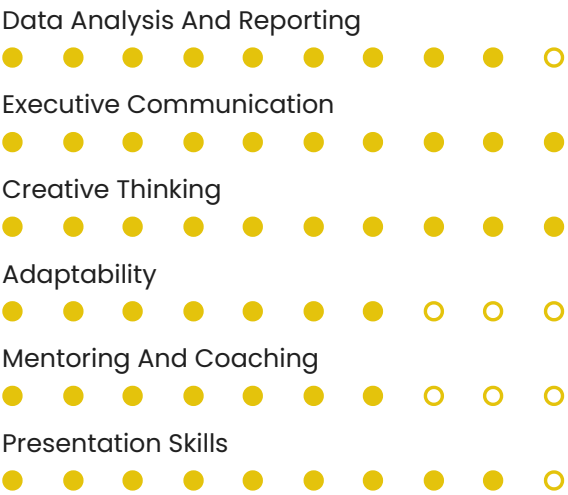 Data Analysis And Reporting
Executive Communication
Creative Thinking
Adaptability
Mentoring And Coaching
Presentation Skills